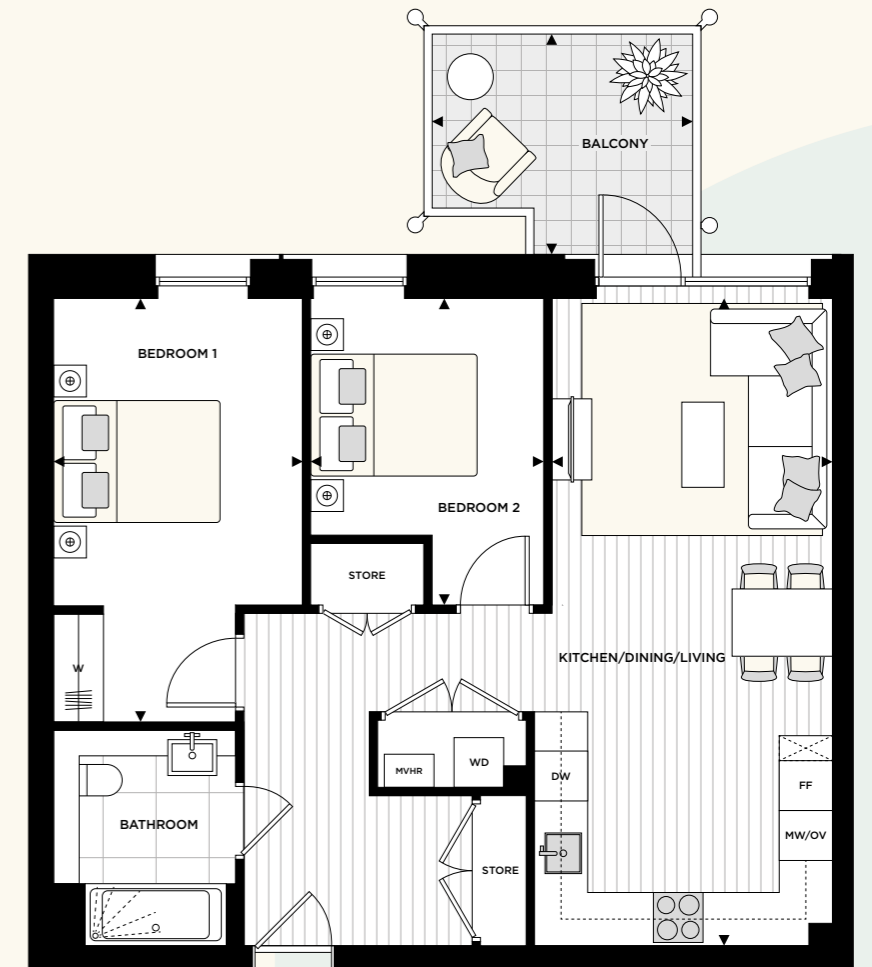 BALCONY
BEDROOM 1
BEDROOM 2
STORE
KITCHEN/DINING/LIVING
W
MVHR
WD
DW
FF
BATHROOM
MW/OV
STORE